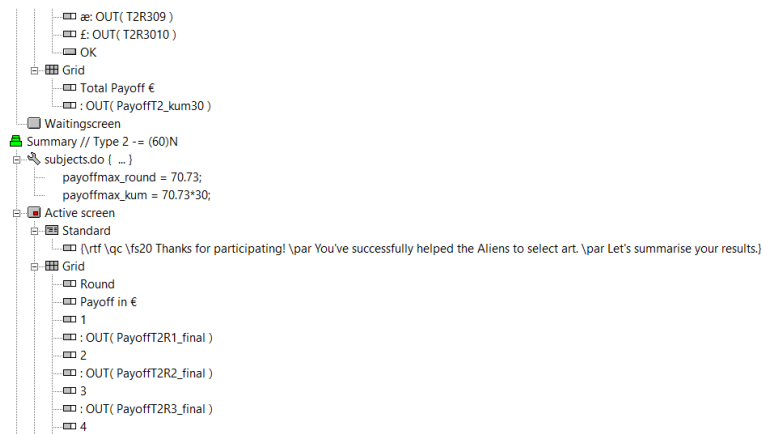 æ: OUT( T2R309 )
£: OUT( T2R3010 )
OK
Grid
Total Payoff €
: OUT( PayoffT2_kum30 )
Waitingscreen
Summary // Type 2 -= (60)N
subjects.do { ... }
payoffmax_round = 70.73;
payoffmax_kum = 70.73*30;
Active screen
Standard
{\rtf \qc \fs20 Thanks for participating! \par You've successfully helped the Aliens to select art. \par Let's summarise your results.}
Grid
Round
Payoff in €
1
: OUT( PayoffT2R1_final )
2
: OUT( PayoffT2R2_final )
3
: OUT( PayoffT2R3_final )
4